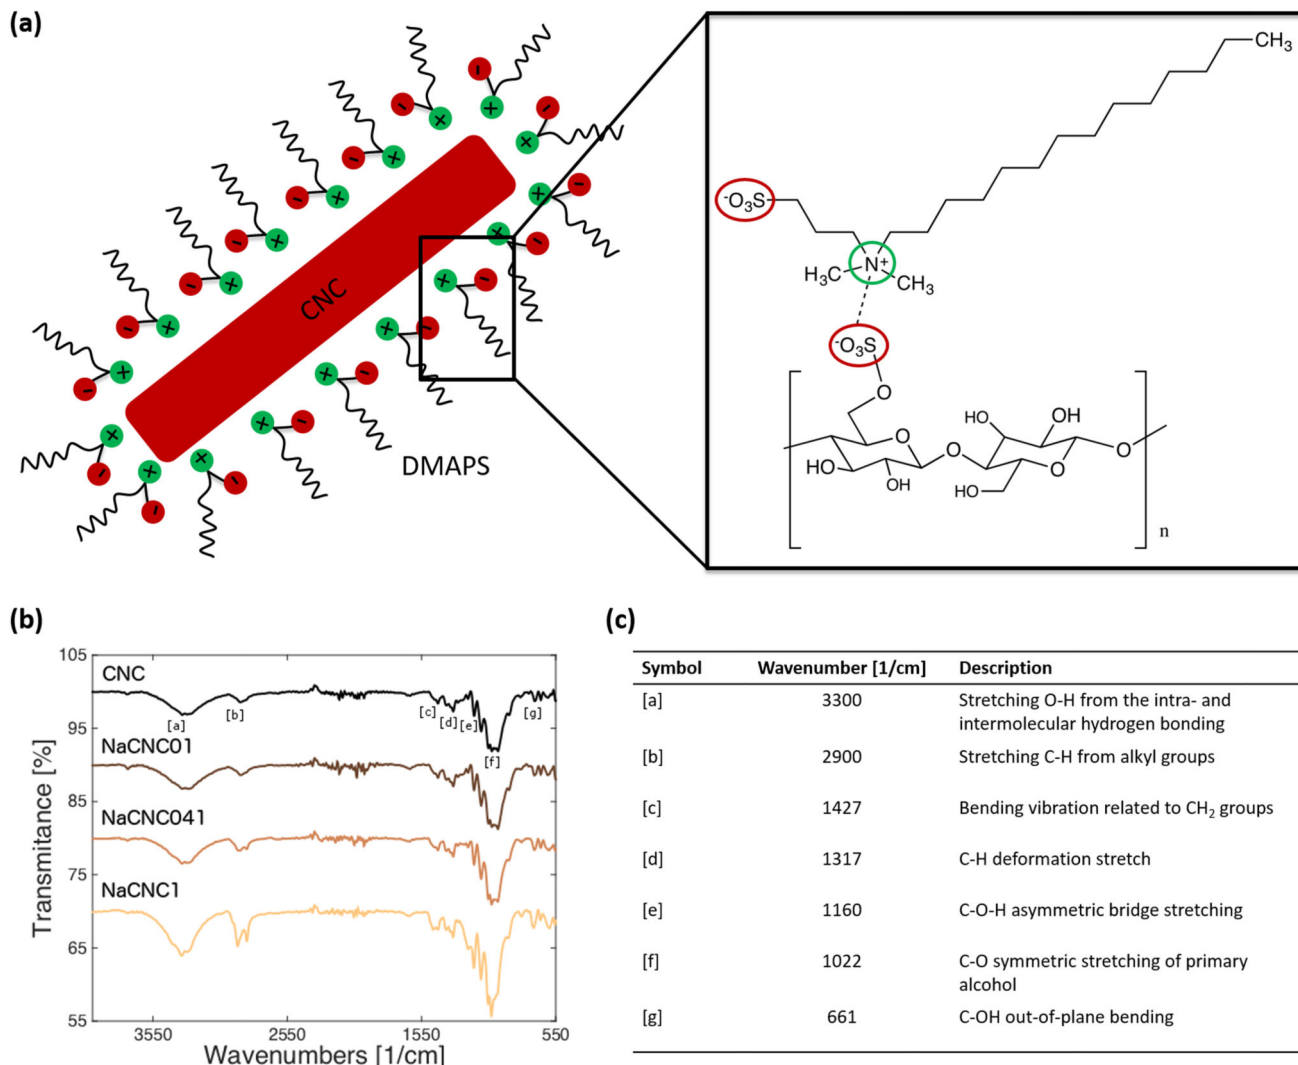 (a)
CNC
DMAPS
CH₃
⁻O₃S
H₃C
N⁺
CH₃
⁻O₃S
O
HO
OH
O
O
O
HO
OH
HO
O
n
(b)
105
95
85
75
65
55
Transmitance [%]
CNC
[a]
[b]
[c]
[d]
[e]
[f]
[g]
NaCNC01
NaCNC041
NaCNC1
3550
2550
1550
550
Wavenumbers [1/cm]
(c)
Symbol Wavenumber [1/cm] Description
[a] 3300 Stretching O-H from the intra- and
intermolecular hydrogen bonding
[b] 2900 Stretching C-H from alkyl groups
[c] 1427 Bending vibration related to CH₂ groups
[d] 1317 C-H deformation stretch
[e] 1160 C-O-H asymmetric bridge stretching
[f] 1022 C-O symmetric stretching of primary
alcohol
[g] 661 C-OH out-of-plane bending